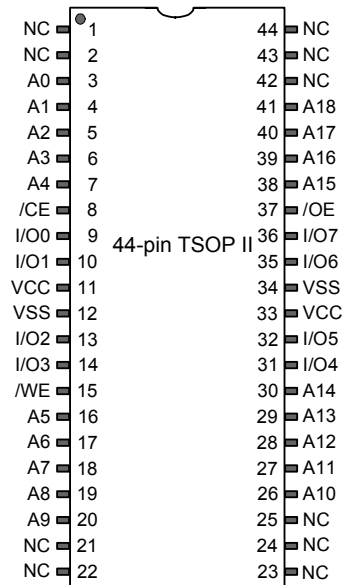 NC 1 44 NC
NC 2 43 NC
A0 3 42 NC
A1 4 41 A18
A2 5 40 A17
A3 6 39 A16
A4 7 38 A15
/CE 8 37 /OE
I/O0 9 44-pin TSOP II 36 I/O7
I/O1 10 35 I/O6
VCC 11 34 VSS
VSS 12 33 VCC
I/O2 13 32 I/O5
I/O3 14 31 I/O4
/WE 15 30 A14
A5 16 29 A13
A6 17 28 A12
A7 18 27 A11
A8 19 26 A10
A9 20 25 NC
NC 21 24 NC
NC 22 23 NC